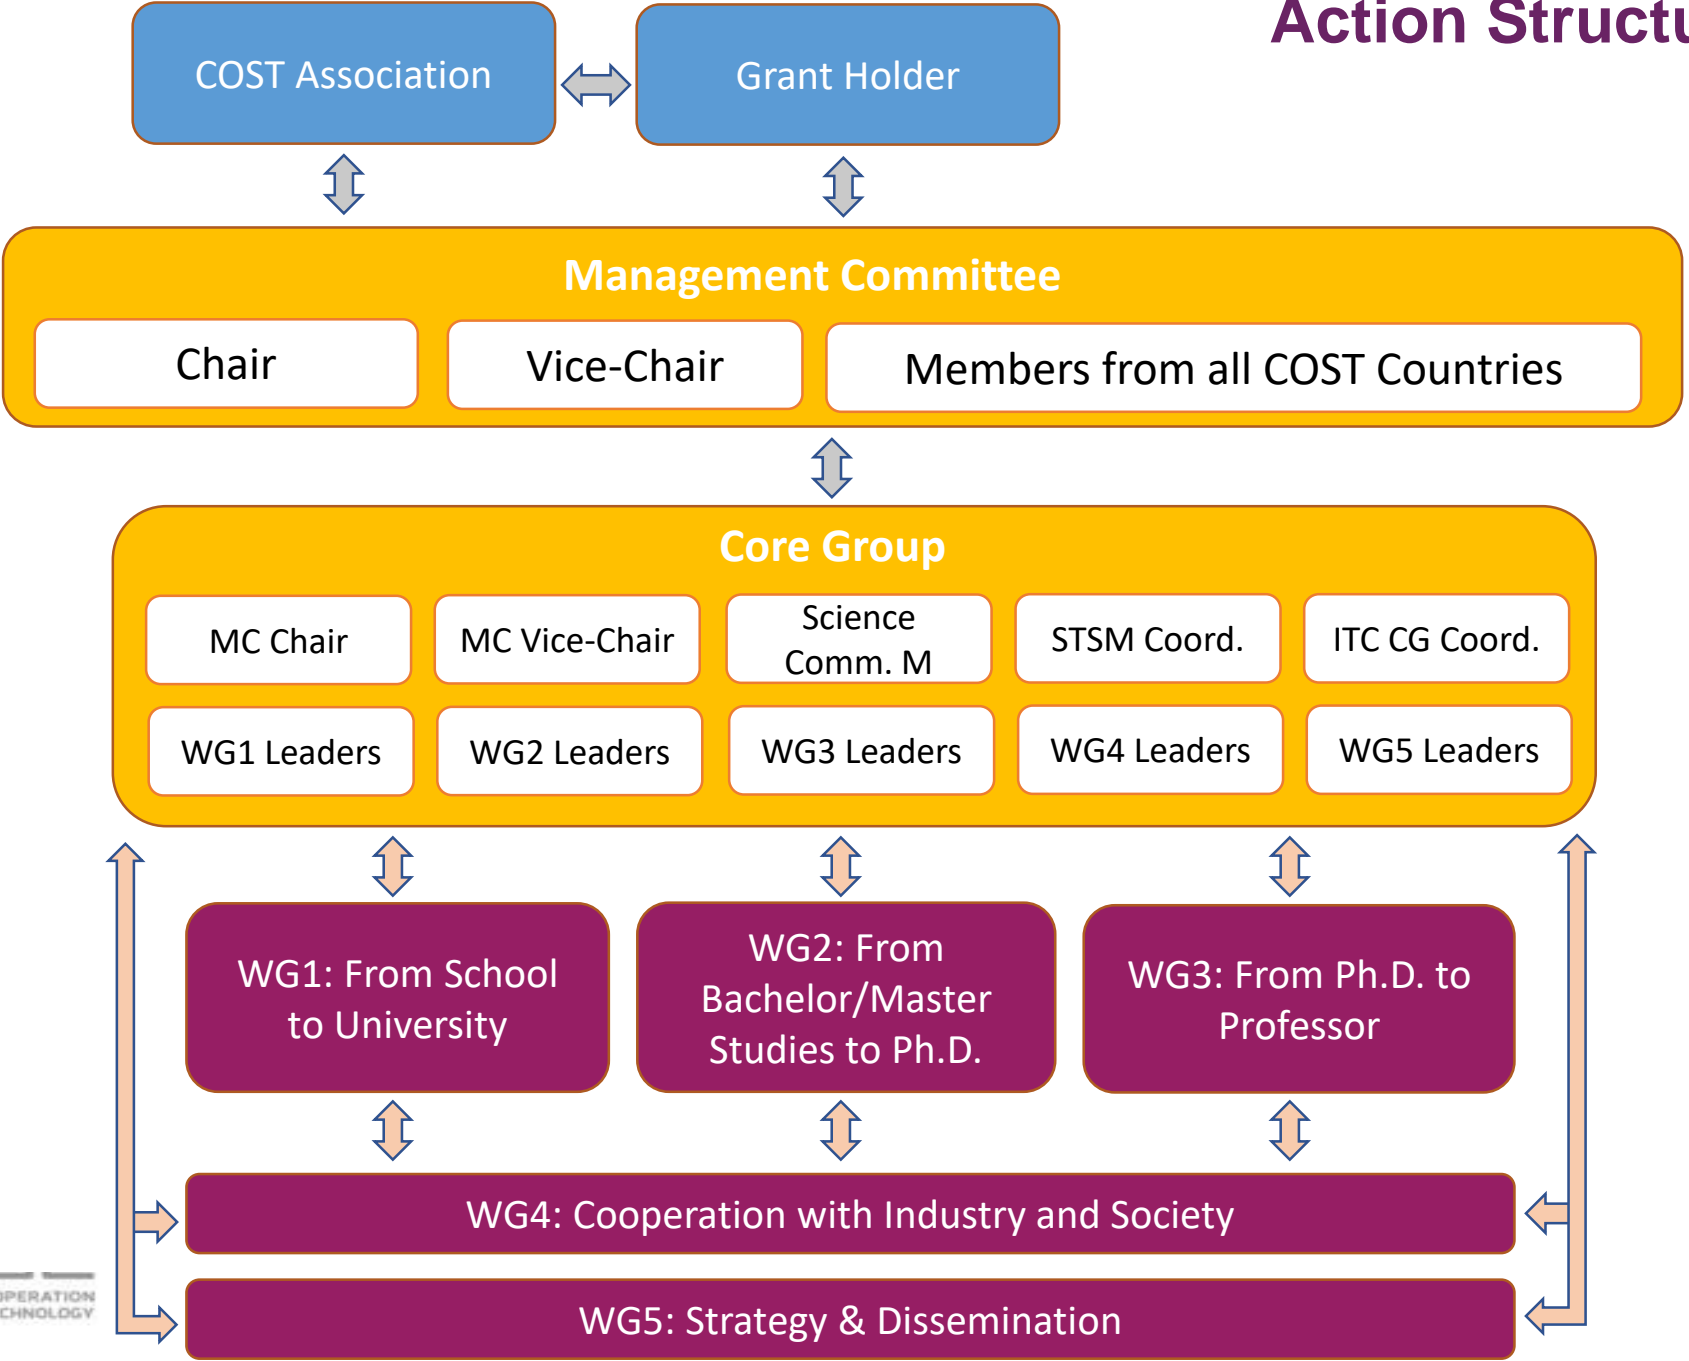 Action Structu
COST Association
Grant Holder
Management Committee
Chair
Vice-Chair
Members from all COST Countries
Core Group
MC Chair
MC Vice-Chair
Science
Comm. M
STSM Coord.
ITC CG Coord.
WG1 Leaders
WG2 Leaders
WG3 Leaders
WG4 Leaders
WG5 Leaders
WG1: From School
to University
WG2: From
Bachelor/Master
Studies to Ph.D.
WG3: From Ph.D. to
Professor
WG4: Cooperation with Industry and Society
WG5: Strategy & Dissemination
OPERATION
CHNOLOGY